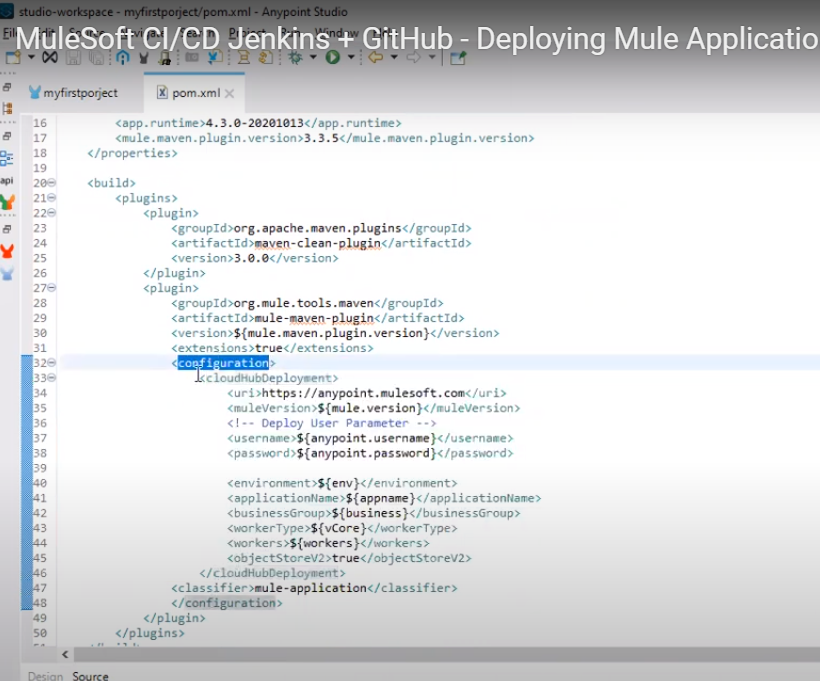 studio-workspace - myfirstporject/pom.xml - Anypoint Studio
MuleSoft CI/CD Jenkins + GitHub - Deploying Mule Applicatio
myfirstporject
pom.xml
api
16 <app.runtime>4.3.0-20201013</app.runtime>
17 <mule.maven.plugin.version>3.3.5</mule.maven.plugin.version>
18 </properties>
19
20 <build>
21 <plugins>
22 <plugin>
23 <groupId>org.apache.maven.plugins</groupId>
24 <artifactId>maven-clean-plugin</artifactId>
25 <version>3.0.0</version>
26 </plugin>
27 <plugin>
28 <groupId>org.mule.tools.maven</groupId>
29 <artifactId>mule-maven-plugin</artifactId>
30 <version>${mule.maven.plugin.version}</version>
31 <extensions>true</extensions>
32 <configuration>
33 <cloudHubDeployment>
34 <uri>https://anypoint.mulesoft.com</uri>
35 <muleVersion>${mule.version}</muleVersion>
36 <!-- Deploy User Parameter -->
37 <username>${anypoint.username}</username>
38 <password>${anypoint.password}</password>
39
40 <environment>${env}</environment>
41 <applicationName>${appname}</applicationName>
42 <businessGroup>${business}</businessGroup>
43 <workerType>${vCore}</workerType>
44 <workers>${workers}</workers>
45 <objectStoreV2>true</objectStoreV2>
46 </cloudHubDeployment>
47 <classifier>mule-application</classifier>
48 </configuration>
49 </plugin>
50 </plugins>
Design Source